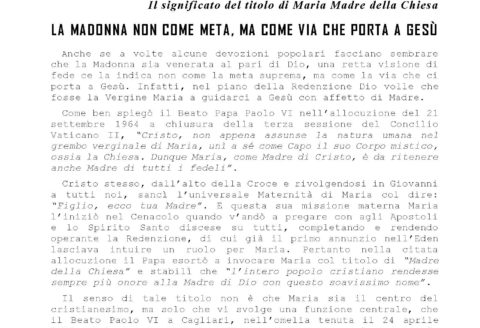 Il significato del titolo di Maria Madre della Chiesa
LA MADONNA NON COME META, MA COME VIA CHE PORTA A GESÙ
Anche se a volte alcune devozioni popolari facciano sembrare
che la Madonna sia venerata al pari di Dio, una retta visione di
fede ce la indica non come la meta suprema, ma come la via che ci
porta a Gesù. Infatti, nel piano della Redenzione Dio volle che
fosse la Vergine Maria a guidarci a Gesù con affetto di Madre.
Come ben spiegò il Beato Papa Paolo VI nell'allocuzione del 21
settembre 1964 a chiusura della terza sessione del Concilio
Vaticano II, "Cristo, non appena assunse la natura umana nel
grembo verginale di Maria, unì a sé come Capo il suo Corpo mistico,
ossia la Chiesa. Dunque Maria, come Madre di Cristo, è da ritenere
anche Madre di tutti i fedeli".
Cristo stesso, dall'alto della Croce e rivolgendosi in Giovanni
a tutti noi, sancì l'universale Maternità di Maria col dire:
"Figlio, ecco tua Madre". E questa sua missione materna Maria
l'iniziò nel Cenacolo quando v'andò a pregare con agli Apostoli
e lo Spirito Santo discese su tutti, completando e rendendo
operante la Redenzione, di cui già il primo annunzio nell'Eden
lasciava intuire un ruolo per Maria. Pertanto nella citata
allocuzione il Papa esortò a invocare Maria col titolo di "Madre
della Chiesa" e stabilì che "l'intero popolo cristiano rendesse
sempre più onore alla Madre di Dio con questo soavissimo nome".
Il senso di tale titolo non è che Maria sia il centro del
cristianesimo, ma solo che vi svolge una funzione centrale, che
il Beato Paolo VI a Cagliari, nell'omelia tenuta il 24 aprile